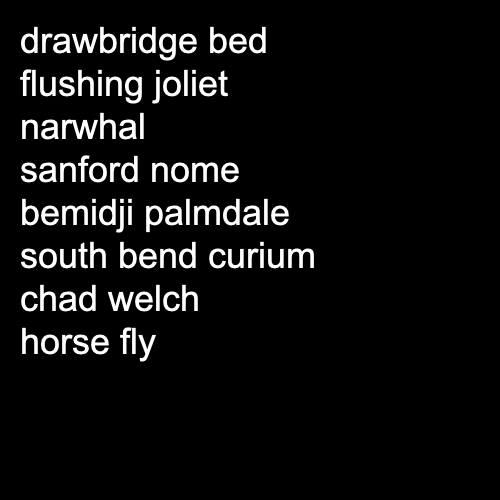 drawbridge bed
flushing joliet
narwhal
sanford nome
bemidji palmdale
south bend curium
chad welch
horse fly